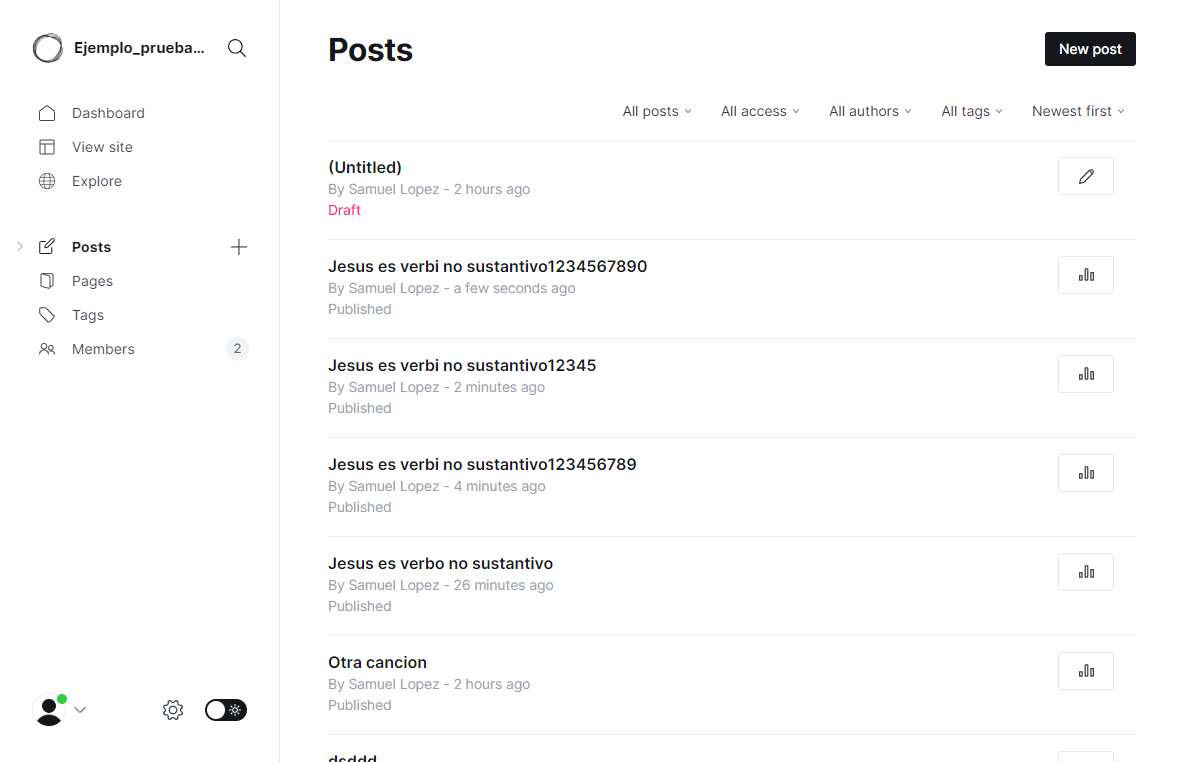 Ejemplo_prueba...
Dashboard
View site
Explore
Posts
Pages
Tags
Members 2
Posts
New post
All posts All access All authors All tags Newest first
(Untitled)
By Samuel Lopez - 2 hours ago
Draft
Jesus es verbi no sustantivo1234567890
By Samuel Lopez - a few seconds ago
Published
Jesus es verbi no sustantivo12345
By Samuel Lopez - 2 minutes ago
Published
Jesus es verbi no sustantivo123456789
By Samuel Lopez - 4 minutes ago
Published
Jesus es verbo no sustantivo
By Samuel Lopez - 26 minutes ago
Published
Otra cancion
By Samuel Lopez - 2 hours ago
Published
dsddd